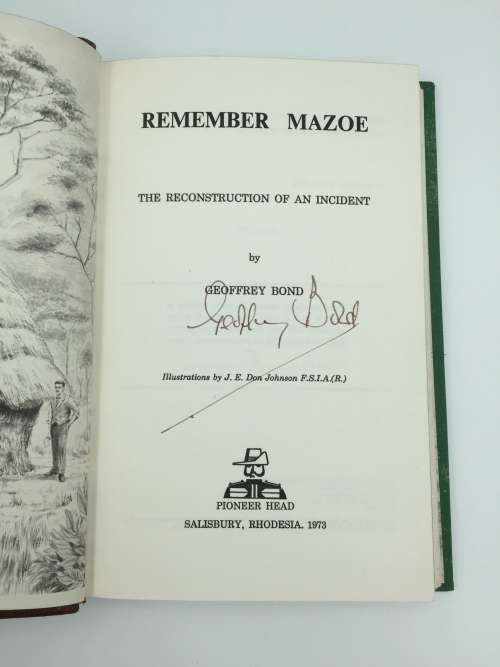 REMEMBER MAZOE
THE RECONSTRUCTION OF AN INCIDENT
by
GEOFFREY BOND
Geoffrey Bond
Illustrations by J. E. Don Johnson F.S.I.A.(R.)
PIONEER HEAD
SALISBURY, RHODESIA. 1973